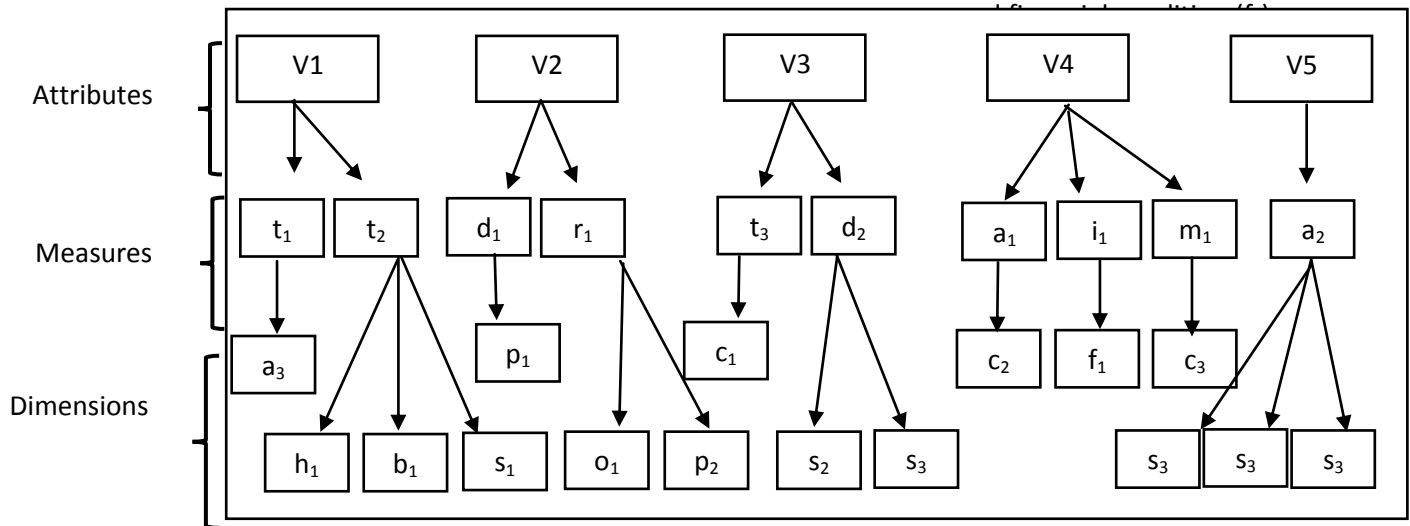 V1 V2 V3 V4 V5
Attributes
t₁ t₂ d₁ r₁ t₃ d₂ a₁ i₁ m₁ a₂
Measures
p₁ c₁ c₂ f₁ c₃
a₃
Dimensions
h₁ b₁ s₁ o₁ p₂ s₂ s₃ s₃ s₃ s₃